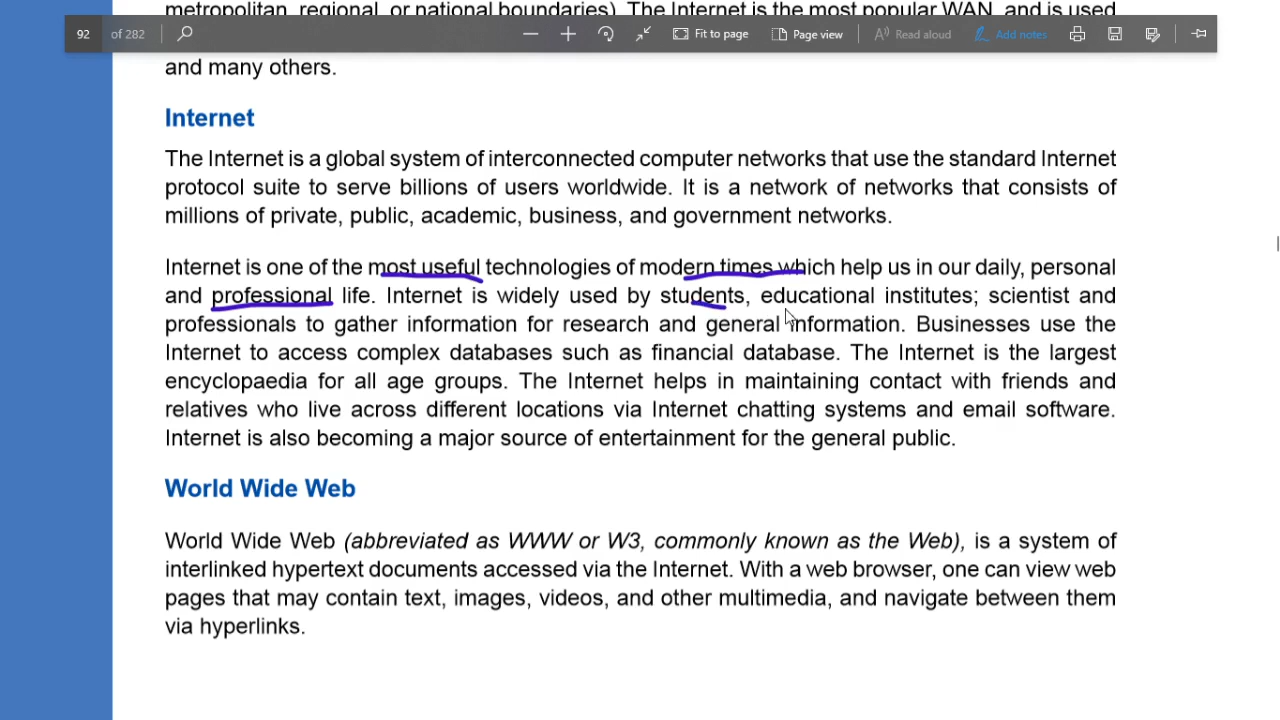 metropolitan, regional, or national boundaries). The Internet is the most popular WAN, and is used
92 of 282 Fit to page Page view Read aloud Add notes
and many others.
Internet
The Internet is a global system of interconnected computer networks that use the standard Internet
protocol suite to serve billions of users worldwide. It is a network of networks that consists of
millions of private, public, academic, business, and government networks.
Internet is one of the most useful technologies of modern times which help us in our daily, personal
and professional life. Internet is widely used by students, educational institutes; scientist and
professionals to gather information for research and general information. Businesses use the
Internet to access complex databases such as financial database. The Internet is the largest
encyclopaedia for all age groups. The Internet helps in maintaining contact with friends and
relatives who live across different locations via Internet chatting systems and email software.
Internet is also becoming a major source of entertainment for the general public.
World Wide Web
World Wide Web (abbreviated as WWW or W3, commonly known as the Web), is a system of
interlinked hypertext documents accessed via the Internet. With a web browser, one can view web
pages that may contain text, images, videos, and other multimedia, and navigate between them
via hyperlinks.